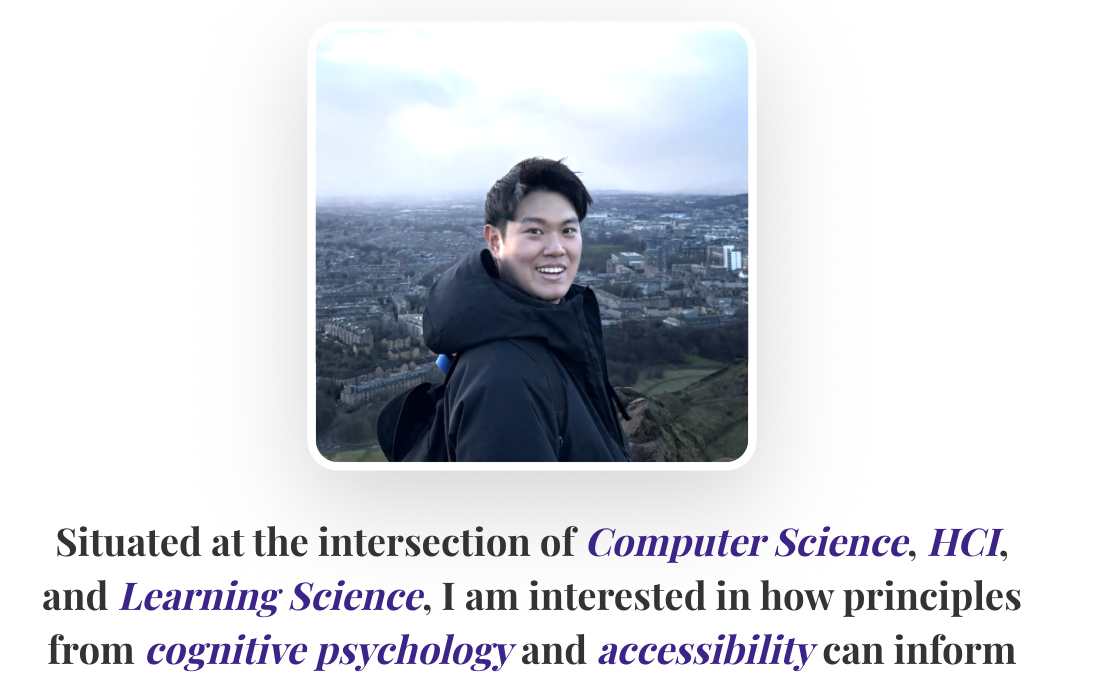 Situated at the intersection of Computer Science, HCI,
and Learning Science, I am interested in how principles
from cognitive psychology and accessibility can inform